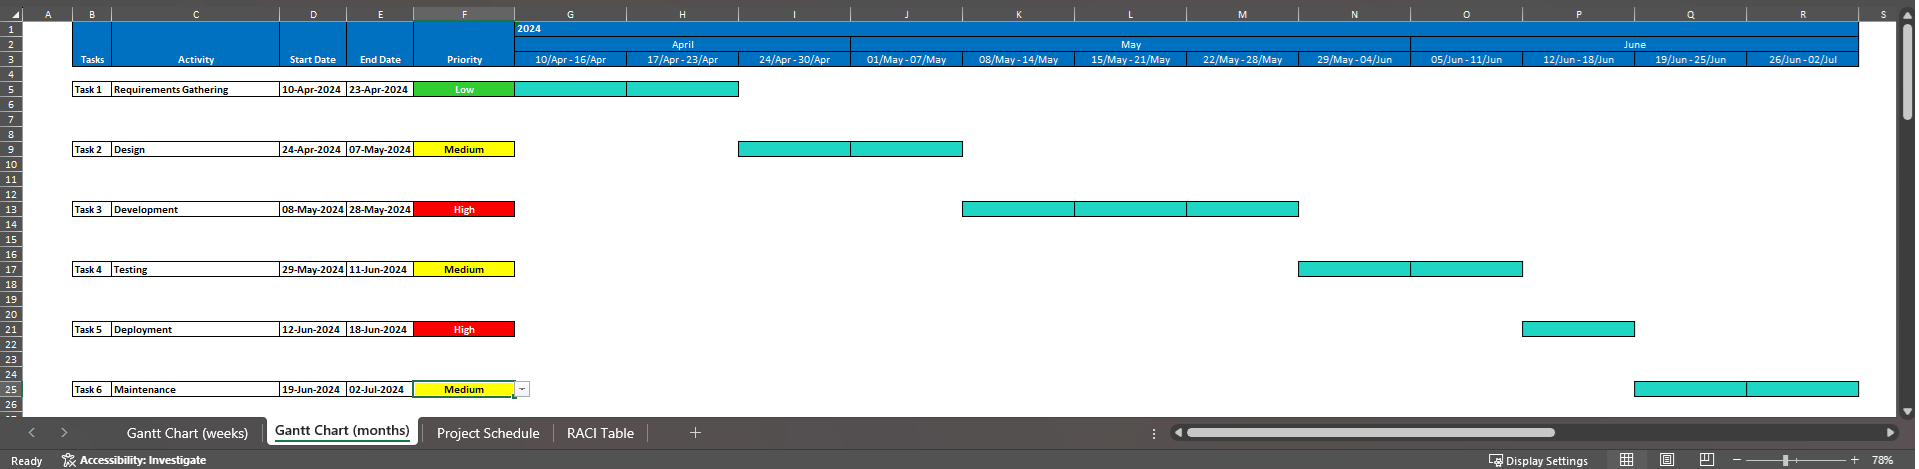 A B C D E F G H I J K L M N O P Q R S
1 2024
2 April May June
3 Tasks Activity Start Date End Date Priority 10/Apr - 16/Apr 17/Apr - 23/Apr 24/Apr - 30/Apr 01/May - 07/May 08/May - 14/May 15/May - 21/May 22/May - 28/May 29/May - 04/Jun 05/Jun - 11/Jun 12/Jun - 18/Jun 19/Jun - 25/Jun 26/Jun - 02/Jul
4
5 Task 1 Requirements Gathering 10-Apr-2024 23-Apr-2024 Low
6
7
8
9 Task 2 Design 24-Apr-2024 07-May-2024 Medium
10
11
12
13 Task 3 Development 08-May-2024 28-May-2024 High
14
15
16
17 Task 4 Testing 29-May-2024 11-Jun-2024 Medium
18
19
20
21 Task 5 Deployment 12-Jun-2024 18-Jun-2024 High
22
23
24
25 Task 6 Maintenance 19-Jun-2024 02-Jul-2024 Medium
26
Gantt Chart (weeks) Gantt Chart (months) Project Schedule RACI Table
Ready Accessibility: Investigate Display Settings 78%